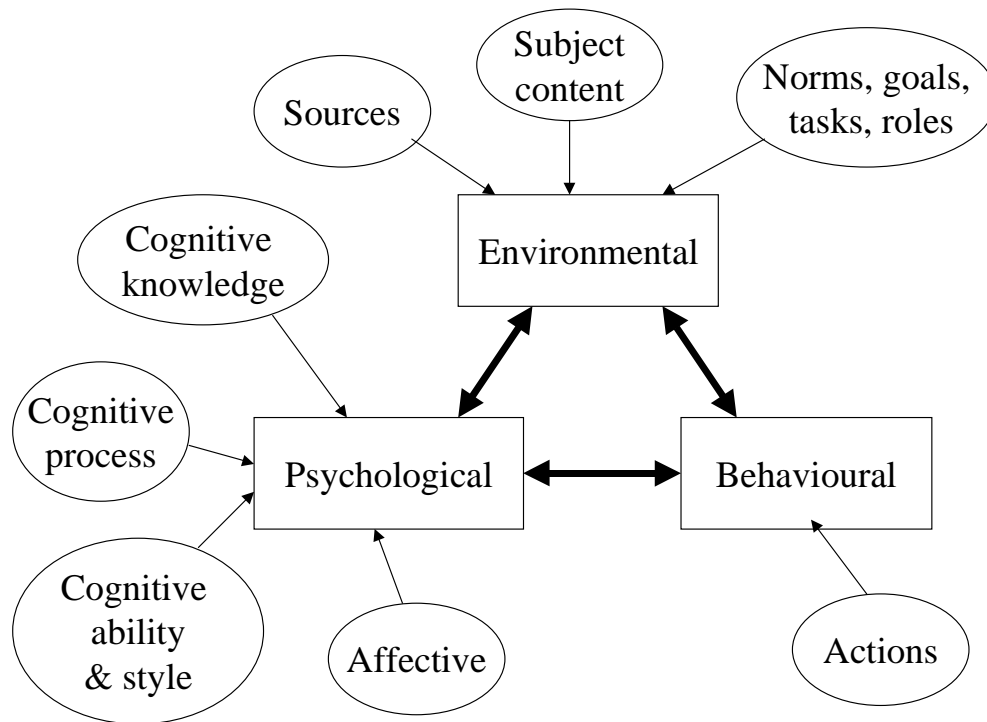 Subject
content
Norms, goals,
tasks, roles
Sources
Environmental
Cognitive
knowledge
Cognitive
process
Psychological
Behavioural
Cognitive
ability
& style
Affective
Actions